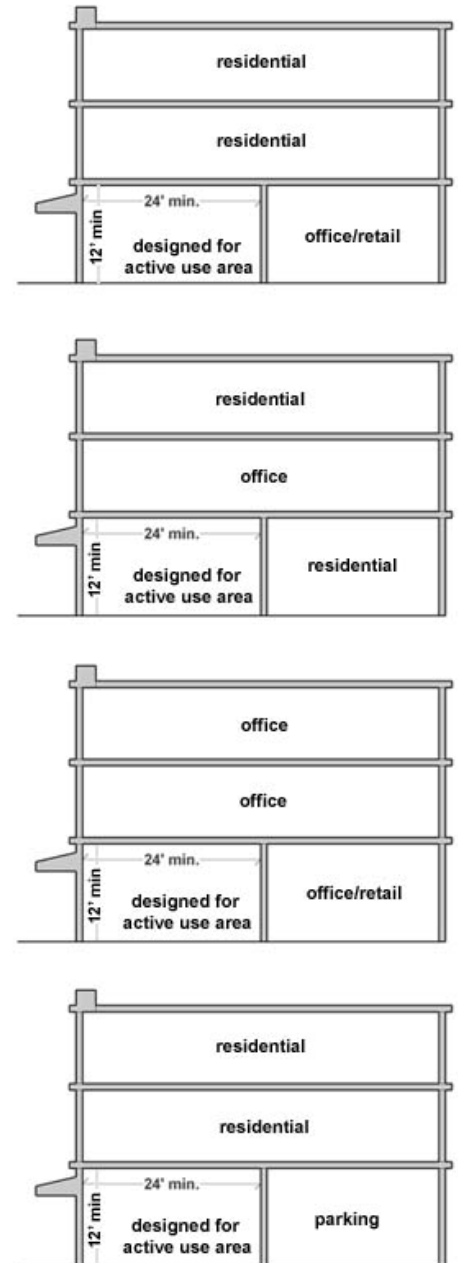 residential
residential
24' min.
12' min
designed for
active use area
office/retail
residential
office
24' min.
12' min
designed for
active use area
residential
office
office
24' min.
12' min
designed for
active use area
office/retail
residential
residential
24' min.
12' min
designed for
active use area
parking